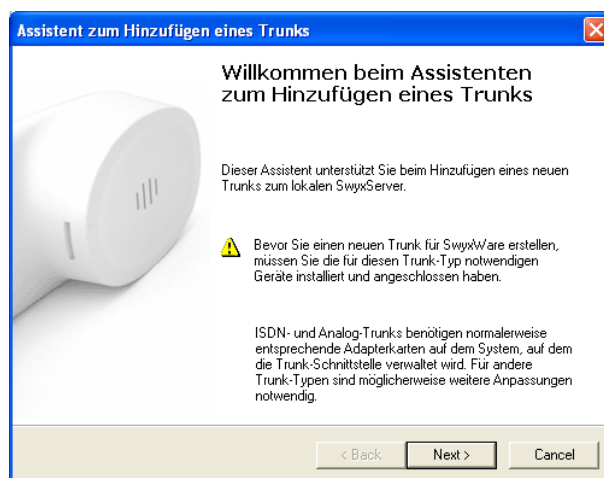 Assistent zum Hinzufügen eines Trunks
Willkommen beim Assistenten
zum Hinzufügen eines Trunks
Dieser Assistent unterstützt Sie beim Hinzufügen eines neuen
Trunks zum lokalen SwyxServer.
Bevor Sie einen neuen Trunk für SwyxWare erstellen,
müssen Sie die für diesen Trunk-Typ notwendigen
Geräte installiert und angeschlossen haben.
ISDN- und Analog-Trunks benötigen normalerweise
entsprechende Adapterkarten auf dem System, auf dem
die Trunk-Schnittstelle verwaltet wird. Für andere
Trunk-Typen sind möglicherweise weitere Anpassungen
notwendig.
< Back Next > Cancel